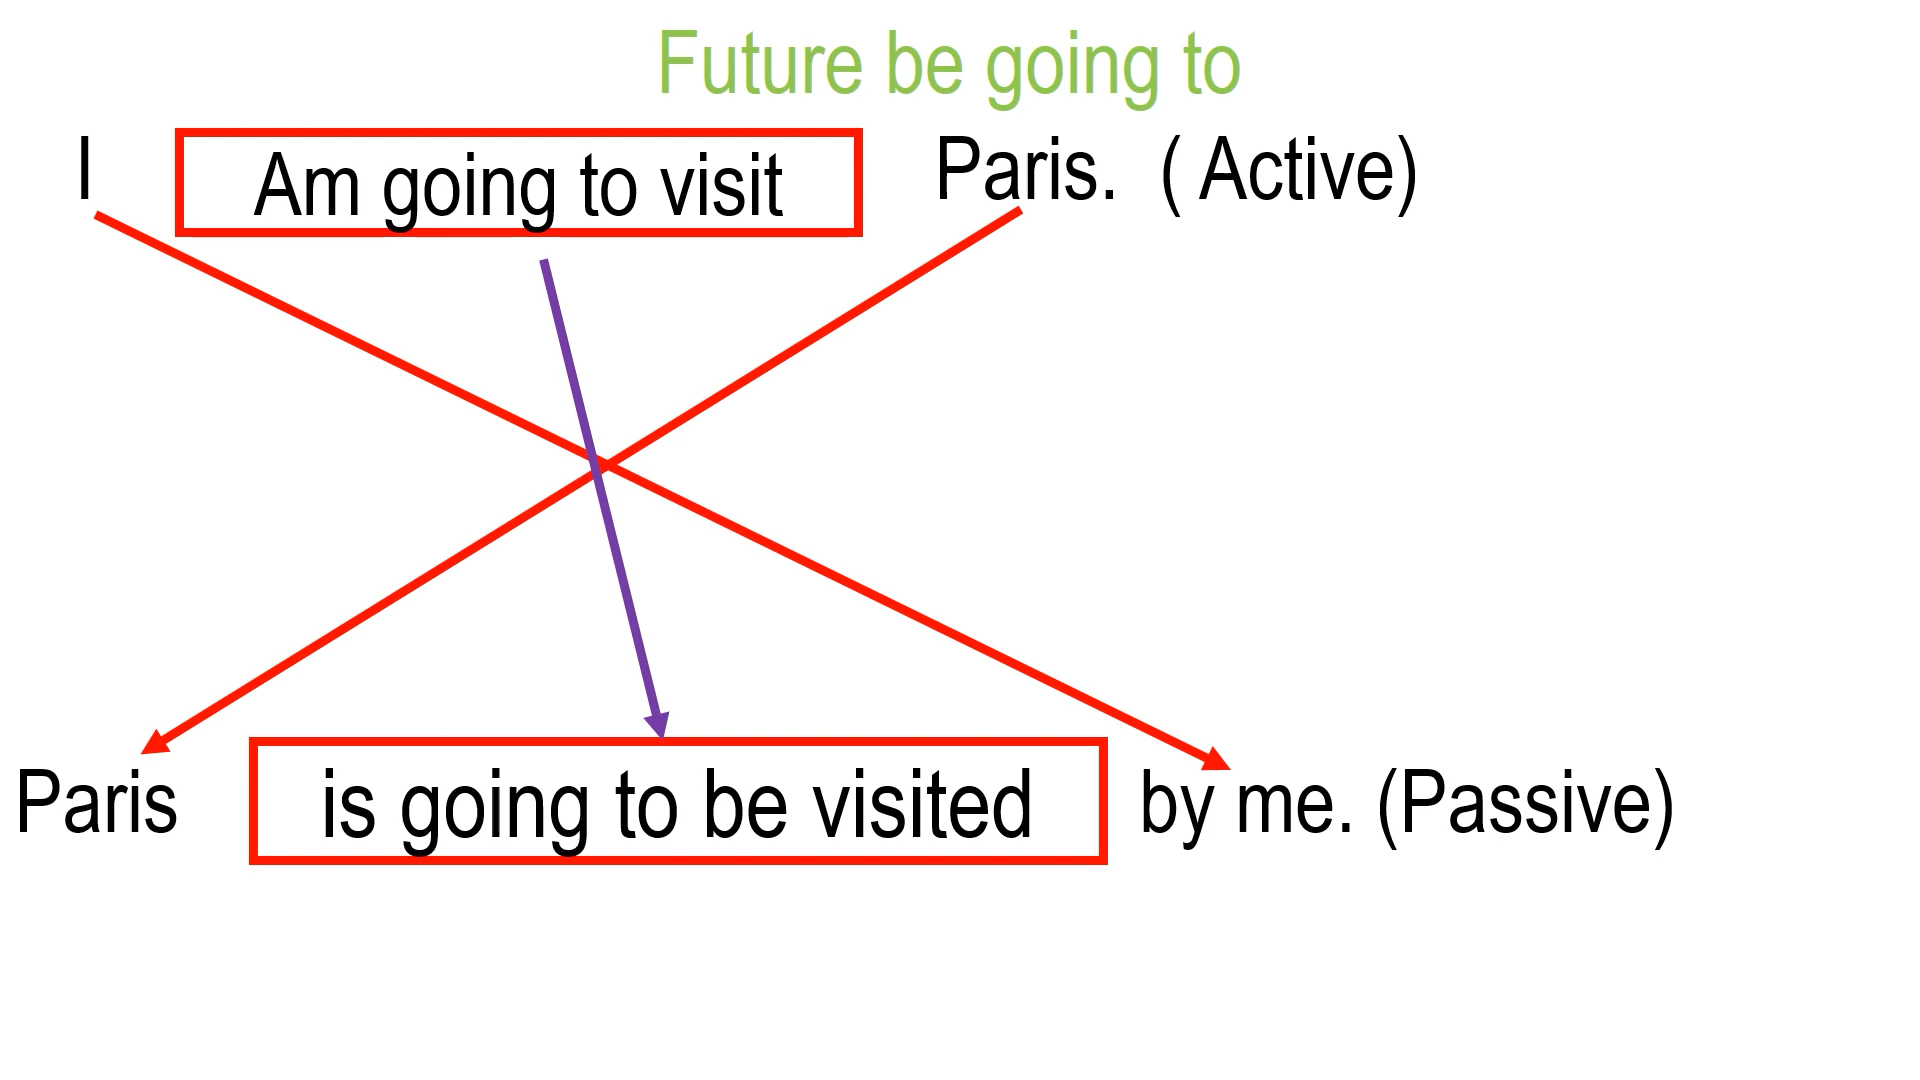 Future be going to
I Am going to visit Paris. ( Active)
Paris is going to be visited by me. (Passive)